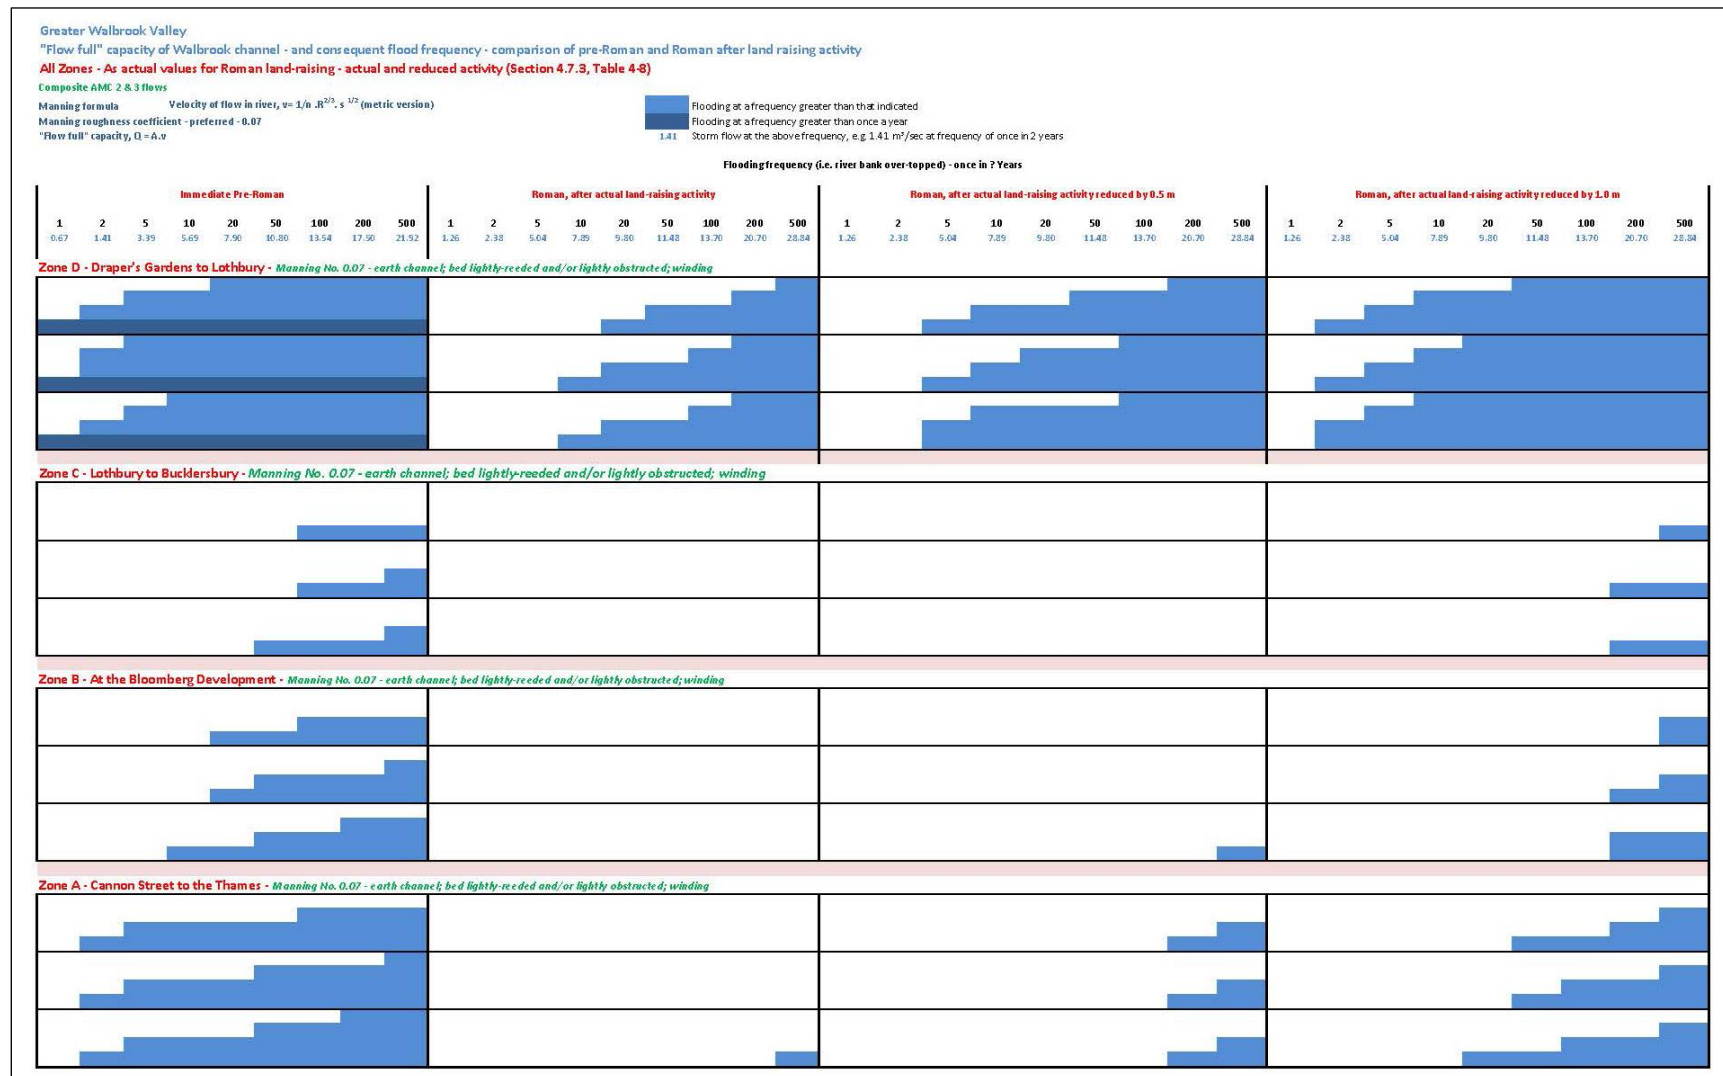 Greater Walbrook Valley
"Flow full" capacity of Walbrook channel - and consequent flood frequency - comparison of pre-Roman and Roman after land raising activity
All Zones - As actual values for Roman land-raising - actual and reduced activity (Section 4.7.3, Table 4-8)
Composite AMC 2 & 3 flows
Manning formula Velocity of flow in river, v= 1/n .R2/3. s 1/2 (metric version)
Manning roughness coefficient - preferred - 0.07
"Flow full" capacity, Q = A.v
Flooding at a frequency greater than that indicated
Flooding at a frequency greater than once a year
1.41 Storm flow at the above frequency, e.g. 1.41 m³/sec at frequency of once in 2 years
Flooding frequency (i.e. river bank over-topped) - once in ? Years
Immediate Pre-Roman Roman, after actual land-raising activity Roman, after actual land-raising activity reduced by 0.5 m Roman, after actual land-raising activity reduced by 1.0 m
1 2 5 10 20 50 100 200 500 1 2 5 10 20 50 100 200 500 1 2 5 10 20 50 100 200 500 1 2 5 10 20 50 100 200 500
0.67 1.41 3.39 5.69 7.90 10.80 13.54 17.50 21.92 1.26 2.38 5.04 7.89 9.80 11.48 13.70 20.70 28.84 1.26 2.38 5.04 7.89 9.80 11.48 13.70 20.70 28.84 1.26 2.38 5.04 7.89 9.80 11.48 13.70 20.70 28.84
Zone D - Draper's Gardens to Lothbury - Manning No. 0.07 - earth channel; bed lightly-reeded and/or lightly obstructed; winding
Zone C - Lothbury to Bucklersbury - Manning No. 0.07 - earth channel; bed lightly-reeded and/or lightly obstructed; winding
Zone B - At the Bloomberg Development - Manning No. 0.07 - earth channel; bed lightly-reeded and/or lightly obstructed; winding
Zone A - Cannon Street to the Thames - Manning No. 0.07 - earth channel; bed lightly-reeded and/or lightly obstructed; winding